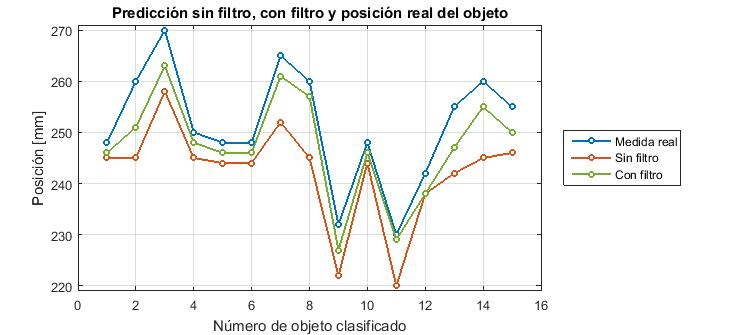 Predicción sin filtro, con filtro y posición real del objeto
270
260
250
240
230
220
Posición [mm]
0 2 4 6 8 10 12 14 16
Número de objeto clasificado
Medida real
Sin filtro
Con filtro